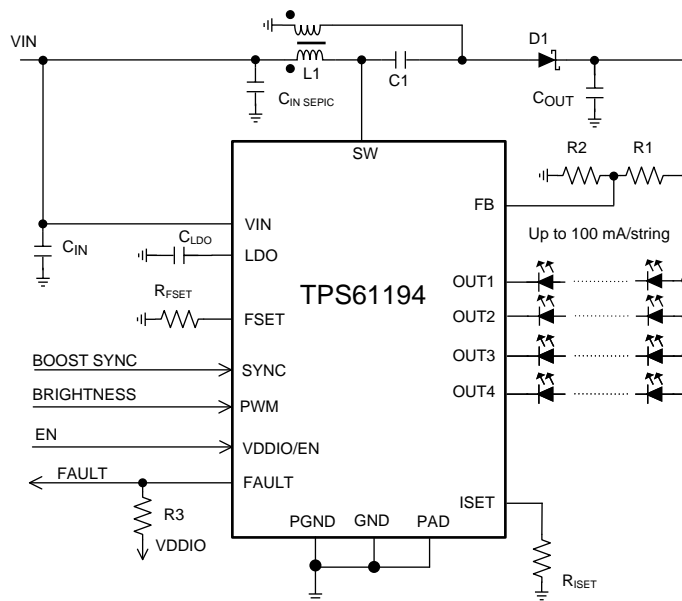 VIN
L1
C1
D1
CIN SEPIC
COUT
SW
R2
R1
FB
VIN
CIN
CLDO
LDO
Up to 100 mA/string
TPS61194
OUT1
RFSET
FSET
OUT2
OUT3
BOOST SYNC
SYNC
OUT4
BRIGHTNESS
PWM
EN
VDDIO/EN
FAULT
FAULT
ISET
R3
PGND
GND
PAD
VDDIO
RISET